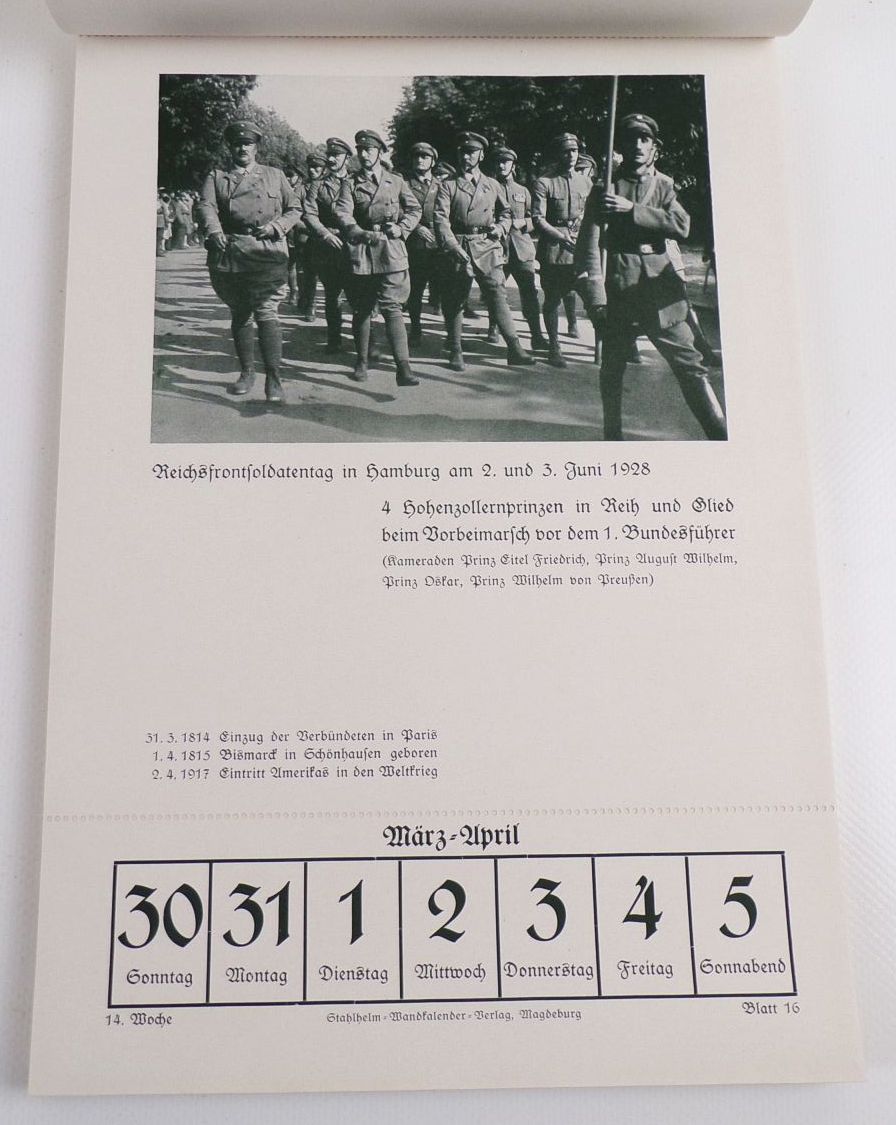 Reichsfrontsoldatentag in Hamburg am 2. und 3. Juni 1928
4 Hohenzollernprinzen in Reih und Glied
beim Vorbeimarsch vor dem 1. Bundesführer
(Kameraden Prinz Eitel Friedrich, Prinz August Wilhelm,
Prinz Oskar, Prinz Wilhelm von Preußen)
31. 3. 1814 Einzug der Verbündeten in Paris
1. 4. 1815 Bismarck in Schönhausen geboren
2. 4. 1917 Eintritt Amerikas in den Weltkrieg
März-April
30 31 1 2 3 4 5
Sonntag Montag Dienstag Mittwoch Donnerstag Freitag Sonnabend
14. Woche Stahlhelm-Wandkalender-Verlag, Magdeburg Blatt 16